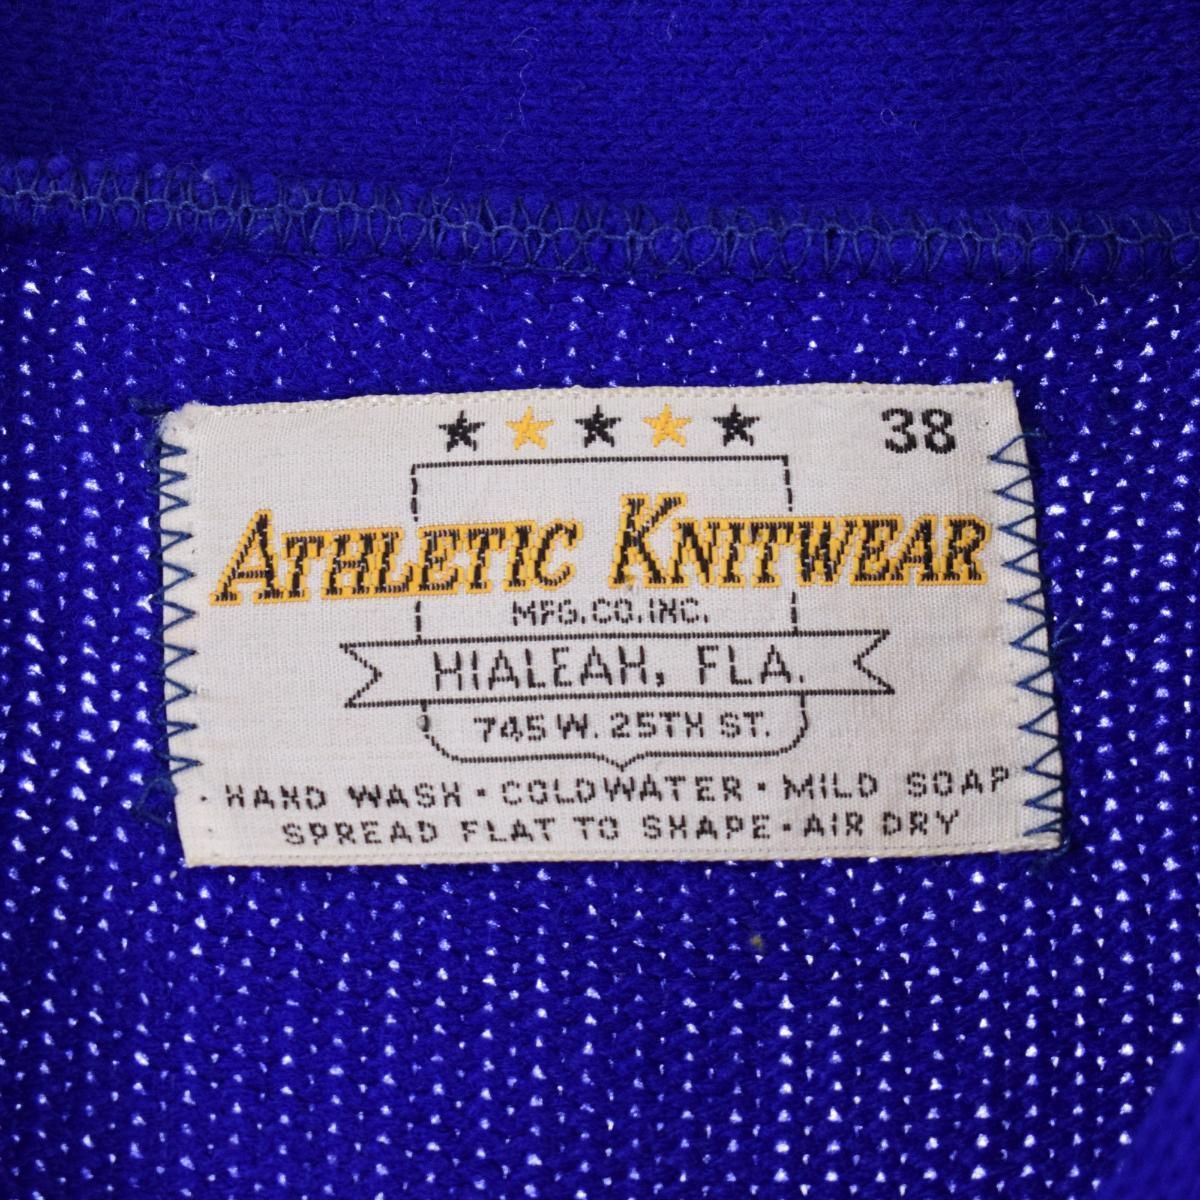 38
ATHLETIC KNITWEAR
MFG.CO.INC.
HIALEAH, FLA.
745 W. 25TH ST.
· HAND WASH · COLDWATER · MILD SOAP
SPREAD FLAT TO SHAPE · AIR DRY